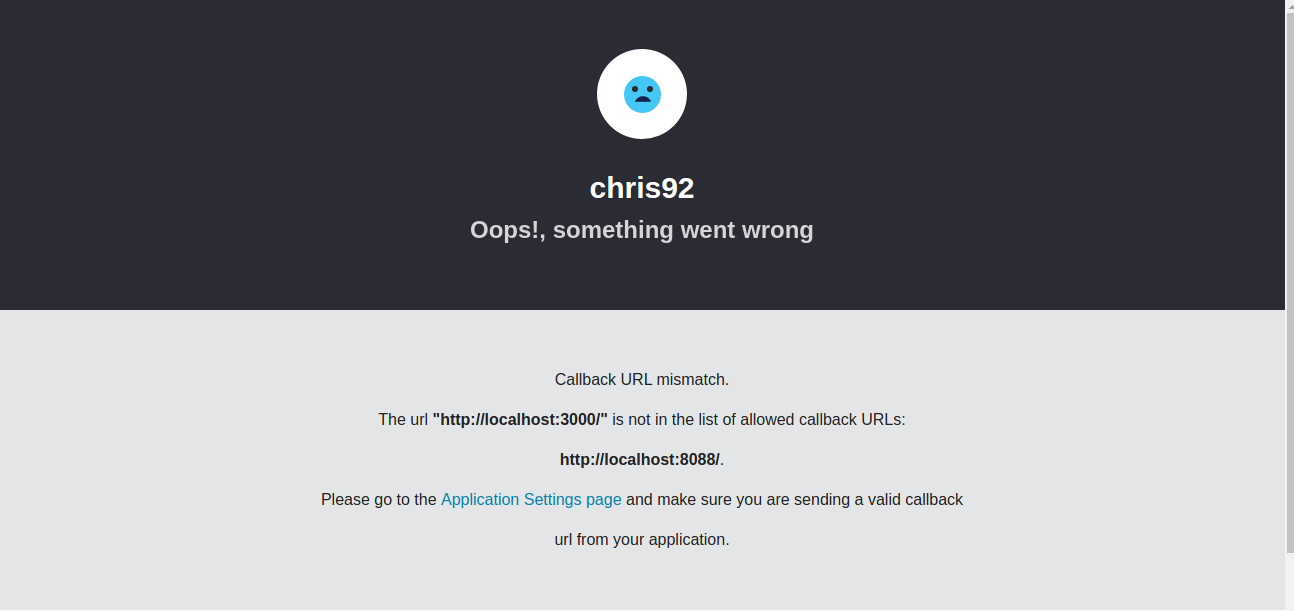 chris92
Oops!, something went wrong
Callback URL mismatch.
The url "http://localhost:3000/" is not in the list of allowed callback URLs:
http://localhost:8088/.
Please go to the Application Settings page and make sure you are sending a valid callback
url from your application.